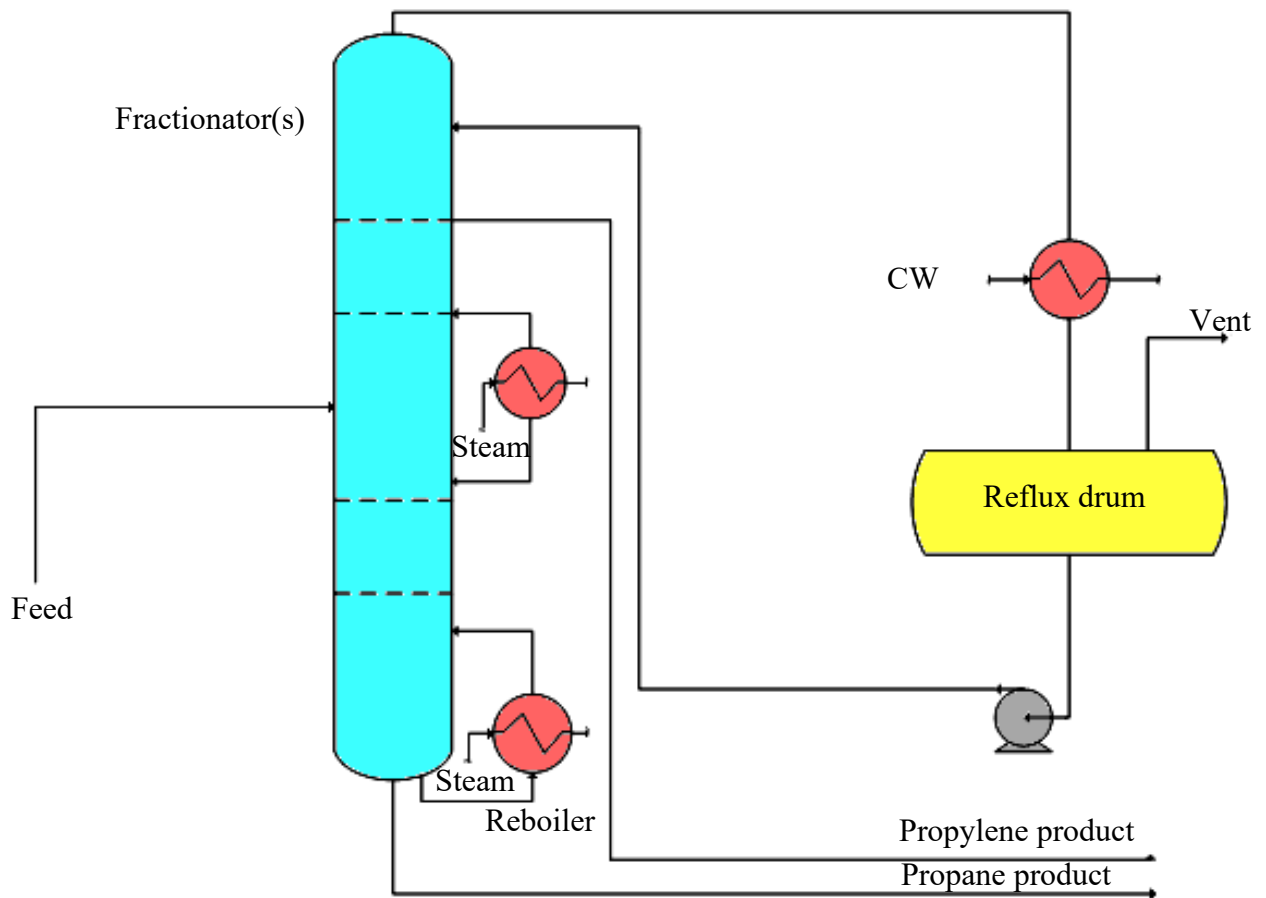 Fractionator(s)
CW
Vent
Steam
Reflux drum
Feed
Steam
Reboiler
Propylene product
Propane product